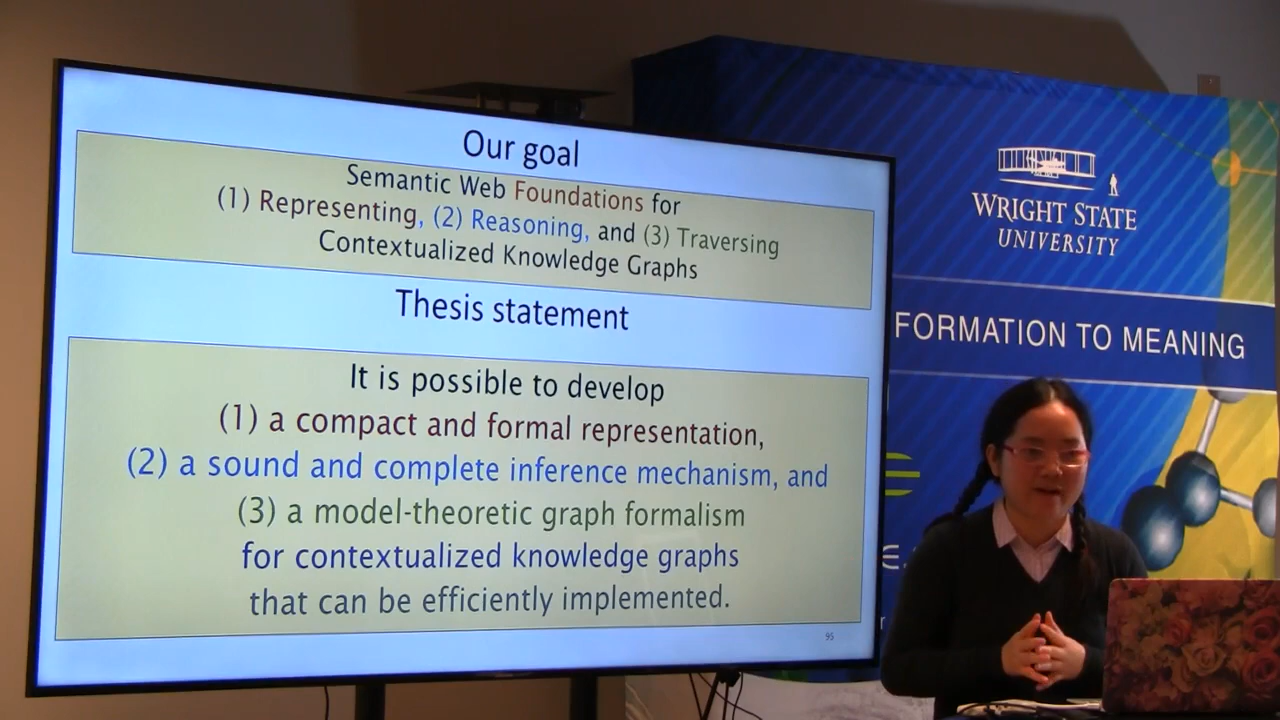 Our goal
Semantic Web Foundations for
(1) Representing, (2) Reasoning, and (3) Traversing
Contextualized Knowledge Graphs
Thesis statement
It is possible to develop
(1) a compact and formal representation,
(2) a sound and complete inference mechanism, and
(3) a model-theoretic graph formalism
for contextualized knowledge graphs
that can be efficiently implemented.
95
WRIGHT STATE
UNIVERSITY
FORMATION TO MEANING